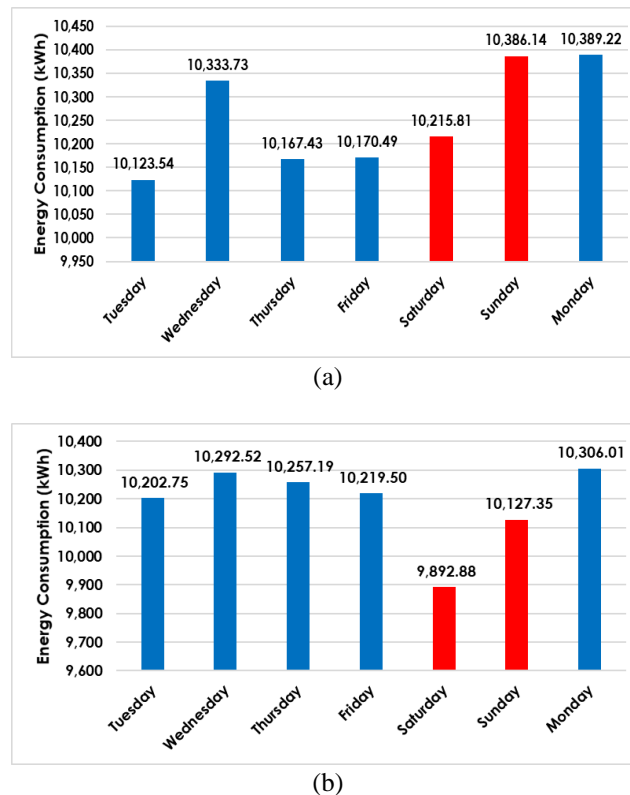 Energy Consumption (kWh)
10,450
10,400
10,350
10,300
10,250
10,200
10,150
10,100
10,050
10,000
9,950
10,123.54
10,333.73
10,167.43
10,170.49
10,215.81
10,386.14
10,389.22
Tuesday
Wednesday
Thursday
Friday
Saturday
Sunday
Monday
(a)
Energy Consumption (kWh)
10,400
10,300
10,200
10,100
10,000
9,900
9,800
9,700
9,600
10,202.75
10,292.52
10,257.19
10,219.50
9,892.88
10,127.35
10,306.01
Tuesday
Wednesday
Thursday
Friday
Saturday
Sunday
Monday
(b)